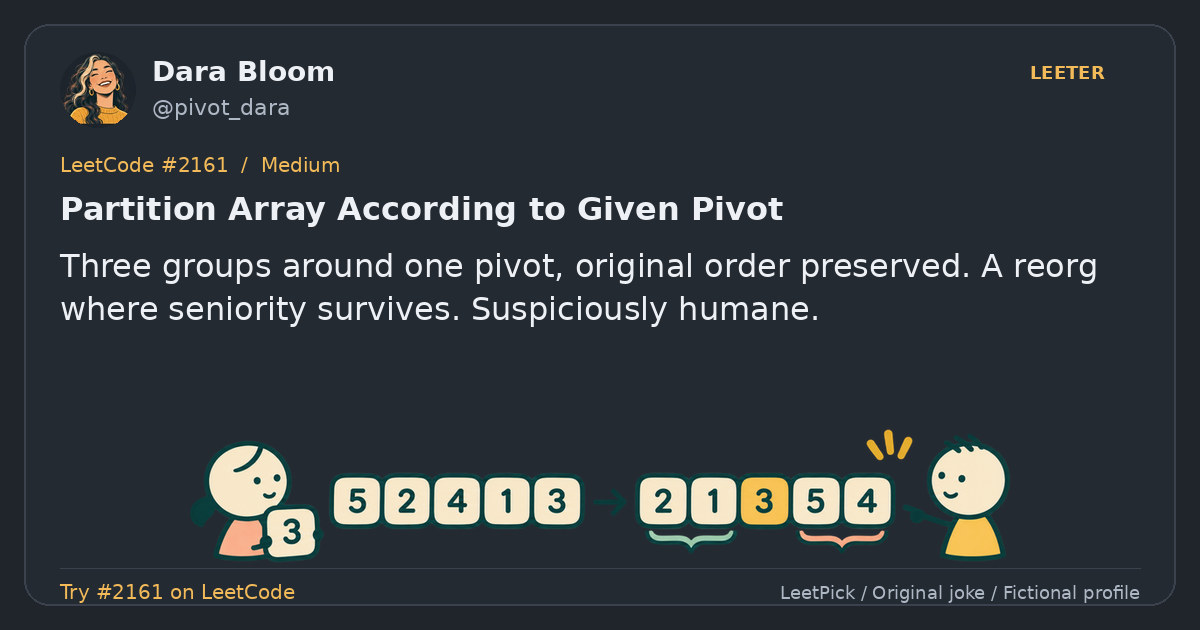 Dara Bloom
LEETER
@pivot_dara
LeetCode #2161 / Medium
Partition Array According to Given Pivot
Three groups around one pivot, original order preserved. A reorg
where seniority survives. Suspiciously humane.
3
5 2 4 1 3
2 1 3 5 4
Try #2161 on LeetCode
LeetPick / Original joke / Fictional profile